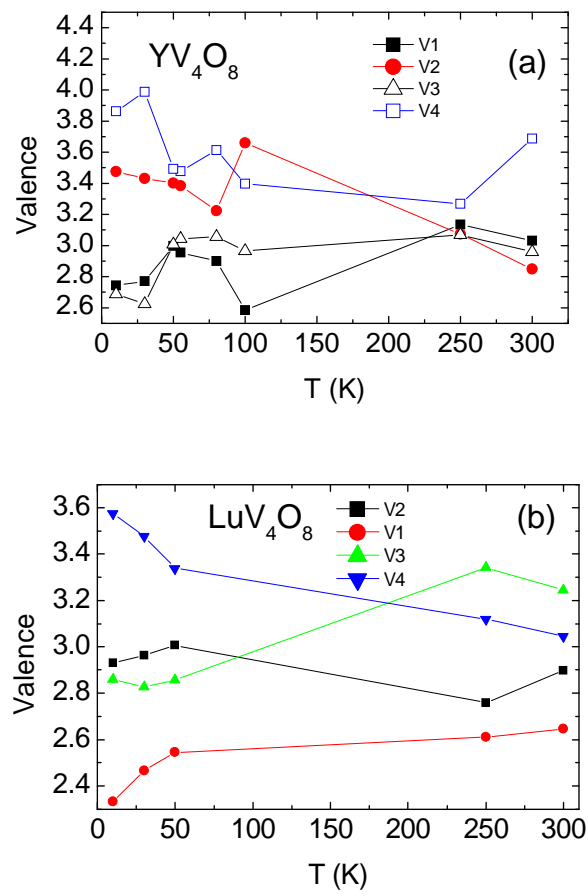 YV4O8
(a)
V1
V2
V3
V4
4.4
4.2
4.0
3.8
3.6
3.4
3.2
3.0
2.8
2.6
Valence
0 50 100 150 200 250 300
T (K)
LuV4O8
(b)
V2
V1
V3
V4
3.6
3.4
3.2
3.0
2.8
2.6
2.4
Valence
0 50 100 150 200 250 300
T (K)